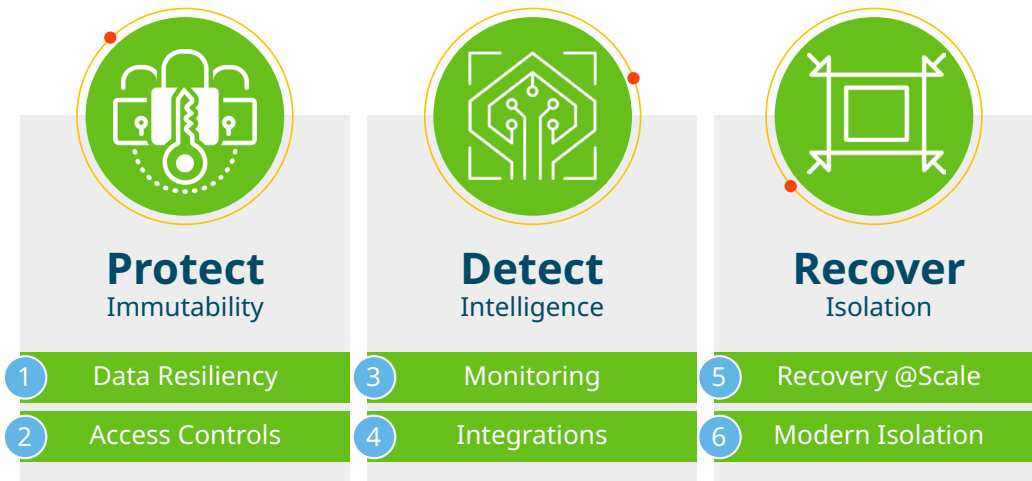 Protect
Immutability
1 Data Resiliency
2 Access Controls
Detect
Intelligence
3 Monitoring
4 Integrations
Recover
Isolation
5 Recovery @Scale
6 Modern Isolation